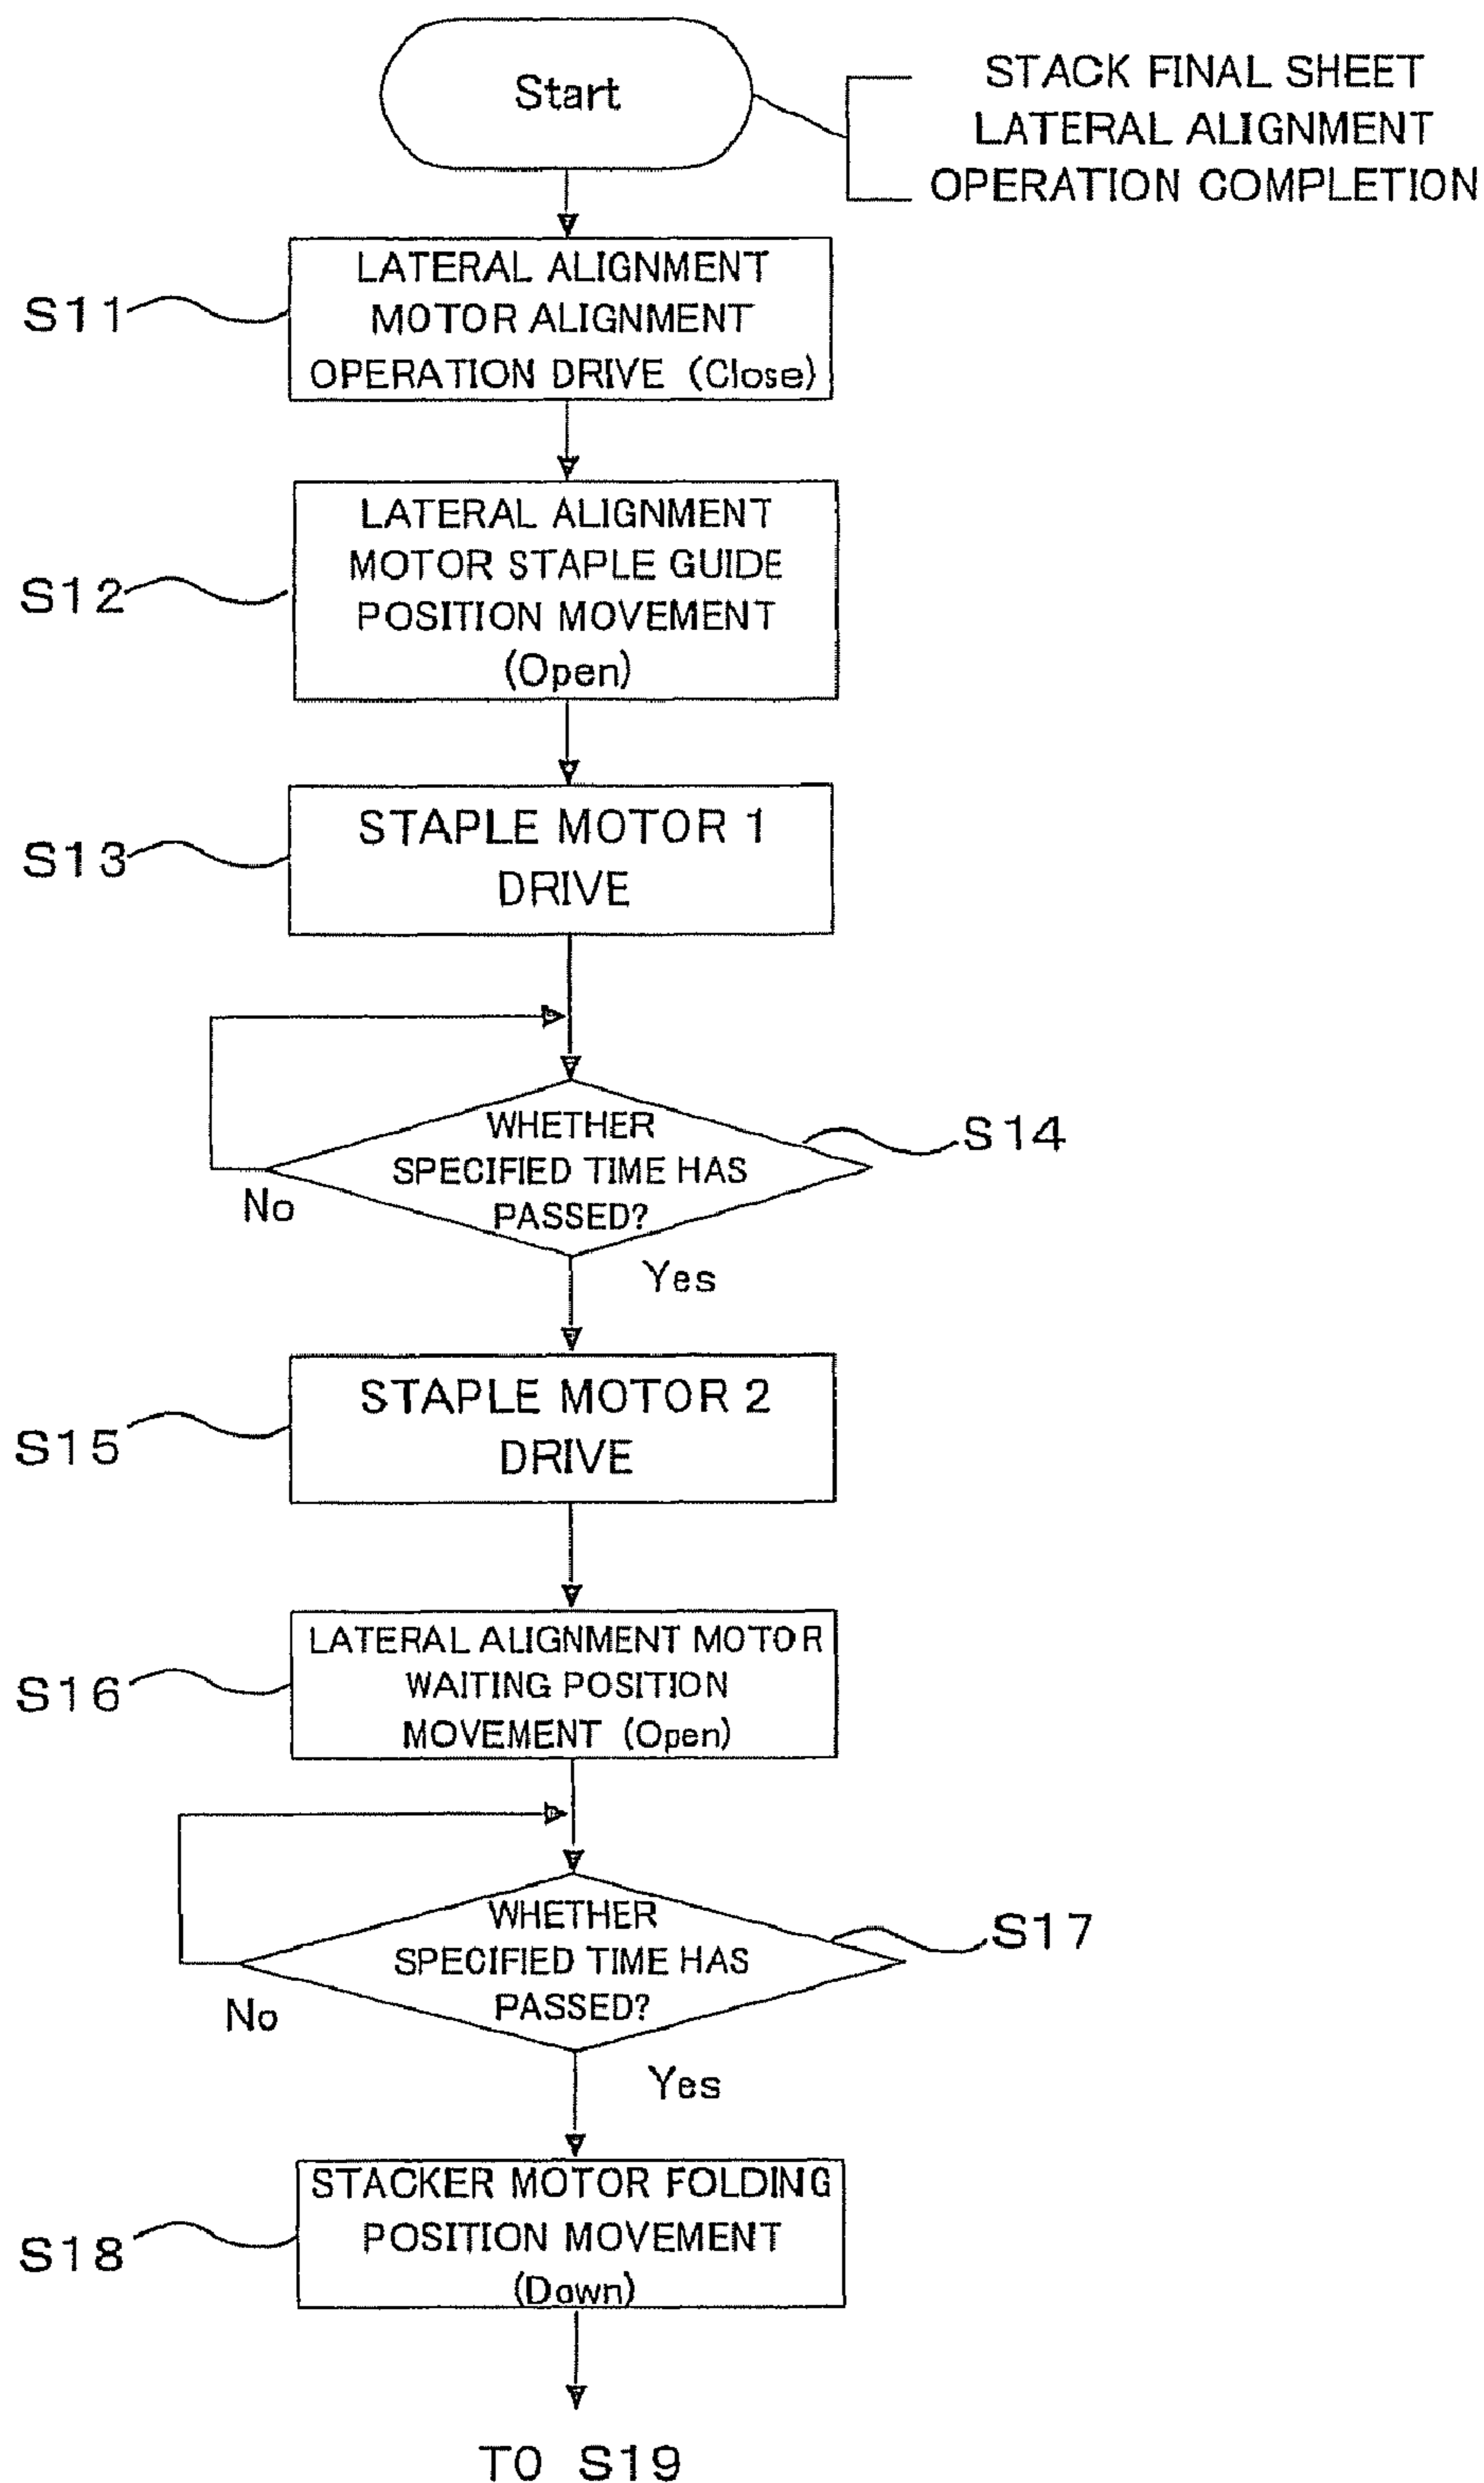 Start
STACK FINAL SHEET
LATERAL ALIGNMENT
OPERATION COMPLETION
S11
LATERAL ALIGNMENT
MOTOR ALIGNMENT
OPERATION DRIVE (Close)
S12
LATERAL ALIGNMENT
MOTOR STAPLE GUIDE
POSITION MOVEMENT
(Open)
S13
STAPLE MOTOR 1
DRIVE
S14
WHETHER
SPECIFIED TIME HAS
PASSED?
No
Yes
S15
STAPLE MOTOR 2
DRIVE
S16
LATERAL ALIGNMENT MOTOR
WAITING POSITION
MOVEMENT (Open)
S17
WHETHER
SPECIFIED TIME HAS
PASSED?
No
Yes
S18
STACKER MOTOR FOLDING
POSITION MOVEMENT
(Down)
TO S19